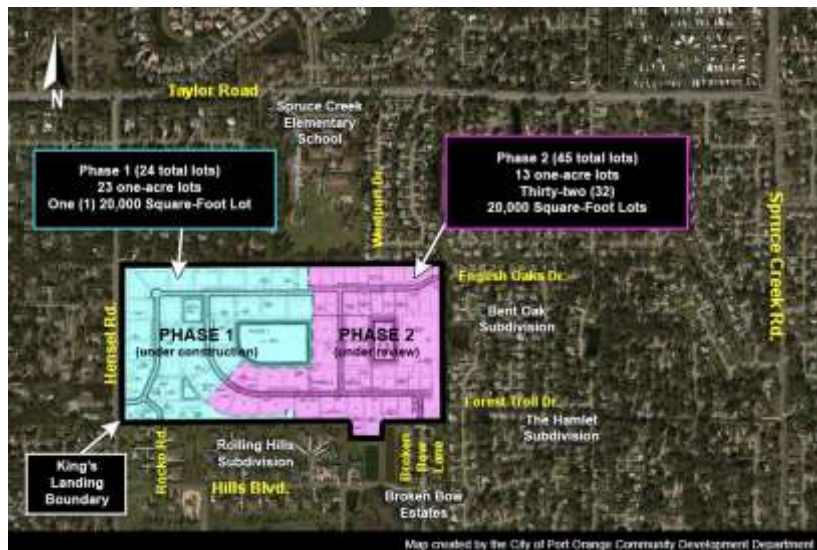 Taylor Road
N
Spruce Creek
Elementary
School
Phase 1 (24 total lots)
23 one-acre lots
One (1) 20,000 Square-Foot Lot
Phase 2 (45 total lots)
13 one-acre lots
Thirty-two (32)
20,000 Square-Foot Lots
Westport Dr.
Spruce Creek Rd.
Hensel Rd.
English Oaks Dr.
Bent Oak
Subdivision
PHASE 1
(under construction)
PHASE 2
(under review)
Forest Troll Dr.
The Hamlet
Subdivision
King's
Landing
Boundary
Rocko Rd.
Rolling Hills
Subdivision
Hills Blvd.
Broken
Bow
Lane
Broken Bow
Estates
Map created by the City of Port Orange Community Development Department